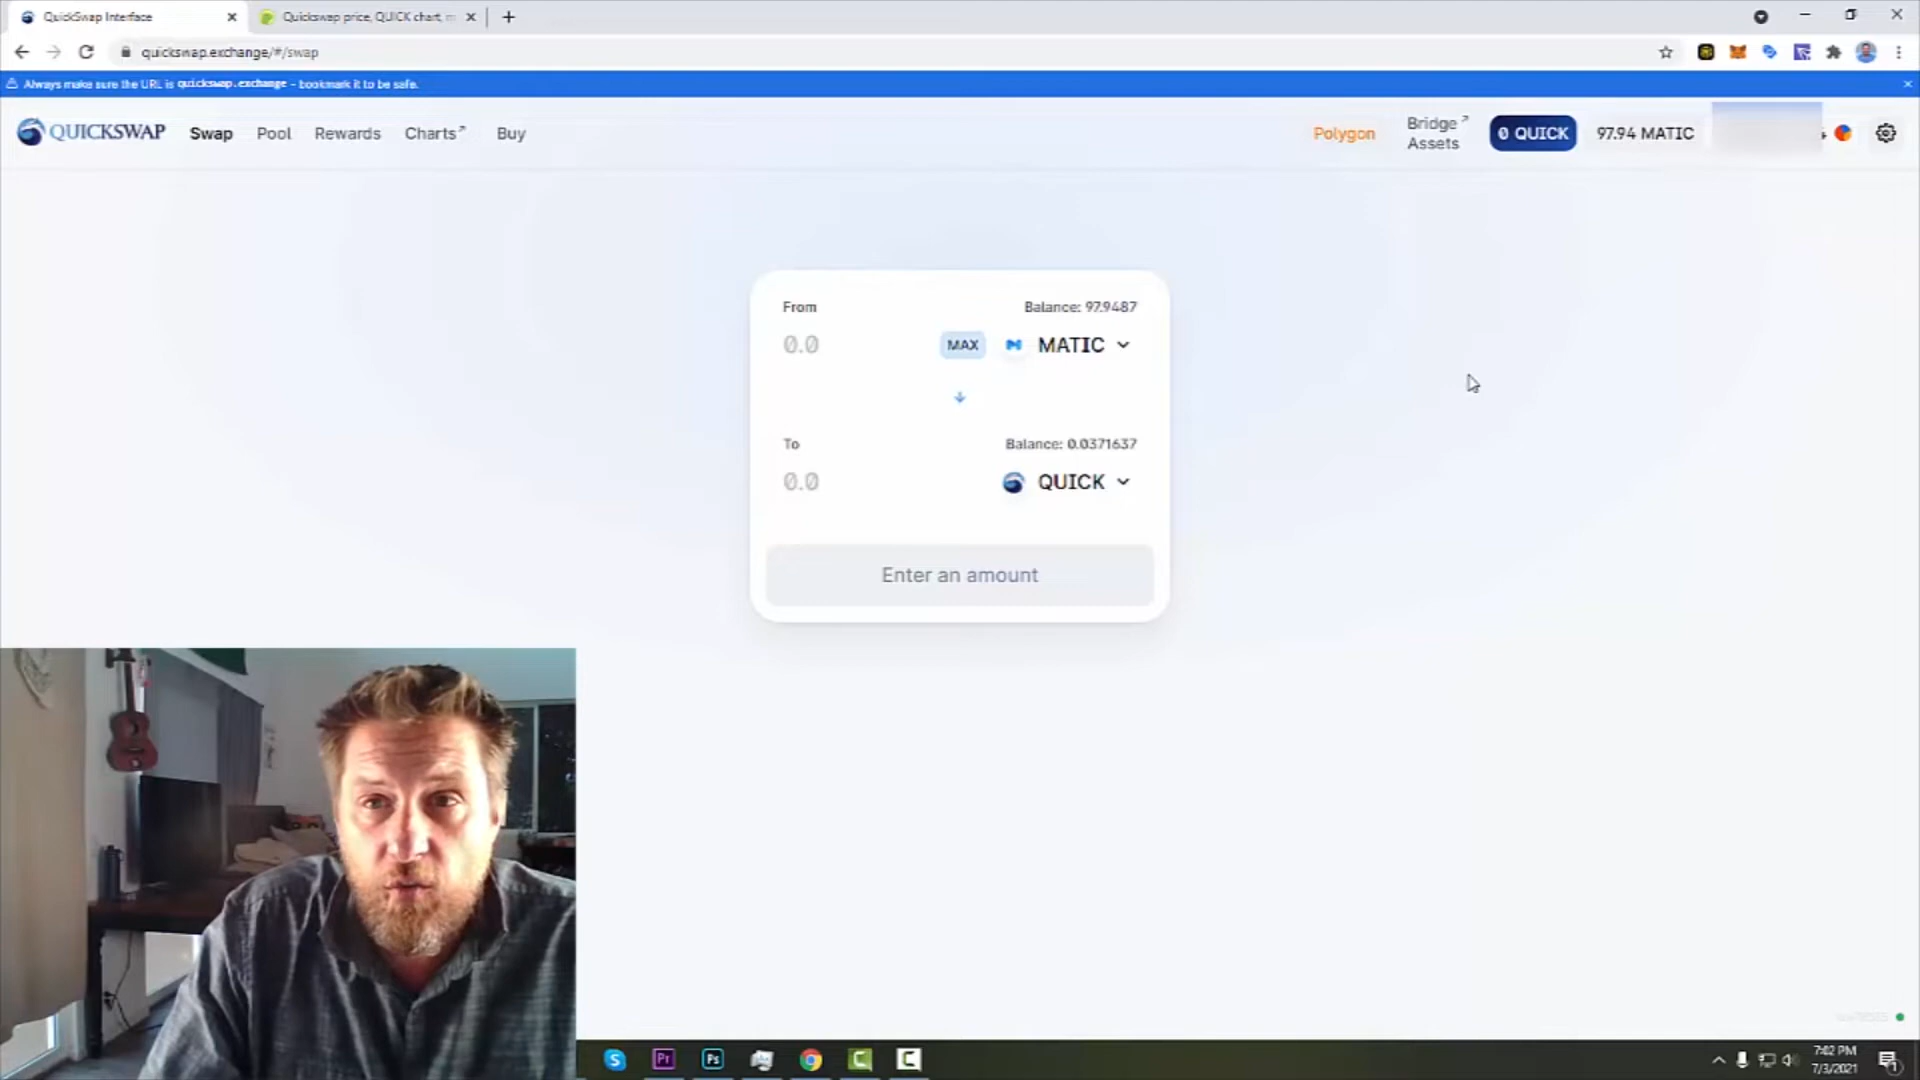 QuickSwap Interface
Quickswap price, QUICK chart, m
quickswap.exchange/#/swap
Always make sure the URL is quickswap.exchange - bookmark it to be safe.
QUICKSWAP
Swap
Pool
Rewards
Charts↗
Buy
Polygon
Bridge↗
Assets
0 QUICK
97.94 MATIC
From
Balance: 97.9487
0.0
MAX
MATIC
To
Balance: 0.0371637
0.0
QUICK
Enter an amount
Pr
Ps
7:02 PM
7/3/2021